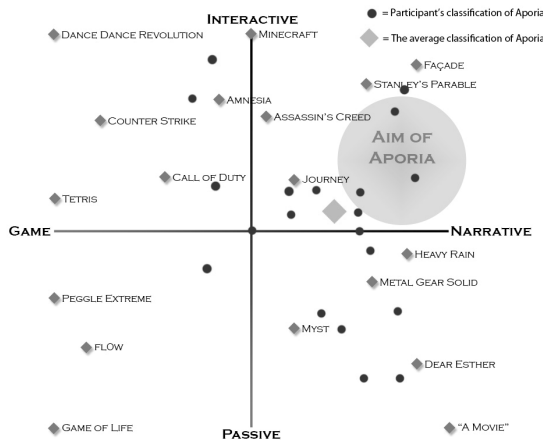 INTERACTIVE
= Participant's classification of Aporia
= The average classification of Aporia
DANCE DANCE REVOLUTION
MINECRAFT
FAÇADE
STANLEY'S PARABLE
AMNESIA
ASSASSIN'S CREED
COUNTER STRIKE
AIM OF
APORIA
CALL OF DUTY
JOURNEY
TETRIS
GAME
NARRATIVE
HEAVY RAIN
METAL GEAR SOLID
PEGGLE EXTREME
MYST
FLOW
DEAR ESTHER
GAME OF LIFE
PASSIVE
"A MOVIE"